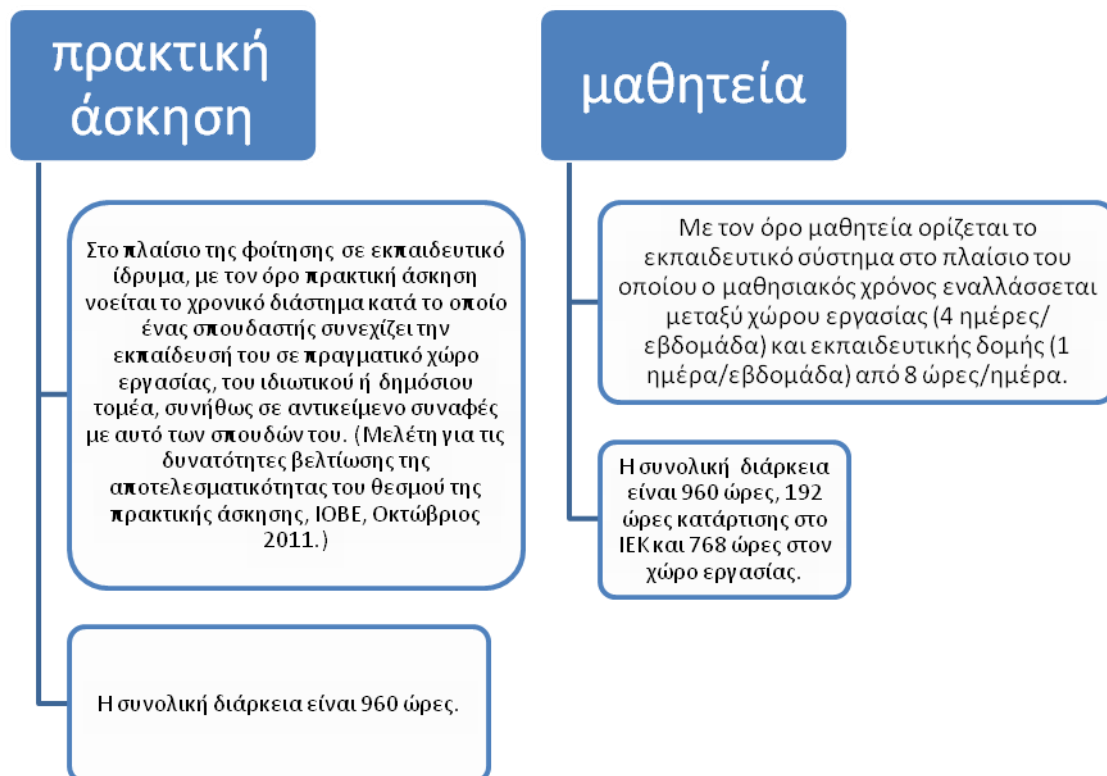 πρακτική
άσκηση
Στο πλαίσιο της φοίτησης σε εκπαιδευτικό
ίδρυμα, με τον όρο πρακτική άσκηση
νοείται το χρονικό διάστημα κατά το οποίο
ένας σπουδαστής συνεχίζει την
εκπαίδευσή του σε πραγματικό χώρο
εργασίας, του ιδιωτικού ή δημόσιου
τομέα, συνήθως σε αντικείμενο συναφές
με αυτό των σπουδών του. (Μελέτη για τις
δυνατότητες βελτίωσης της
αποτελεσματικότητας του θεσμού της
πρακτικής άσκησης, ΙΟΒΕ, Οκτώβριος
2011.)
Η συνολική διάρκεια είναι 960 ώρες.
μαθητεία
Με τον όρο μαθητεία ορίζεται το
εκπαιδευτικό σύστημα στο πλαίσιο του
οποίου ο μαθησιακός χρόνος εναλλάσσεται
μεταξύ χώρου εργασίας (4 ημέρες/
εβδομάδα) και εκπαιδευτικής δομής (1
ημέρα/εβδομάδα) από 8 ώρες/ημέρα.
Η συνολική διάρκεια
είναι 960 ώρες, 192
ώρες κατάρτισης στο
ΙΕΚ και 768 ώρες στον
χώρο εργασίας.